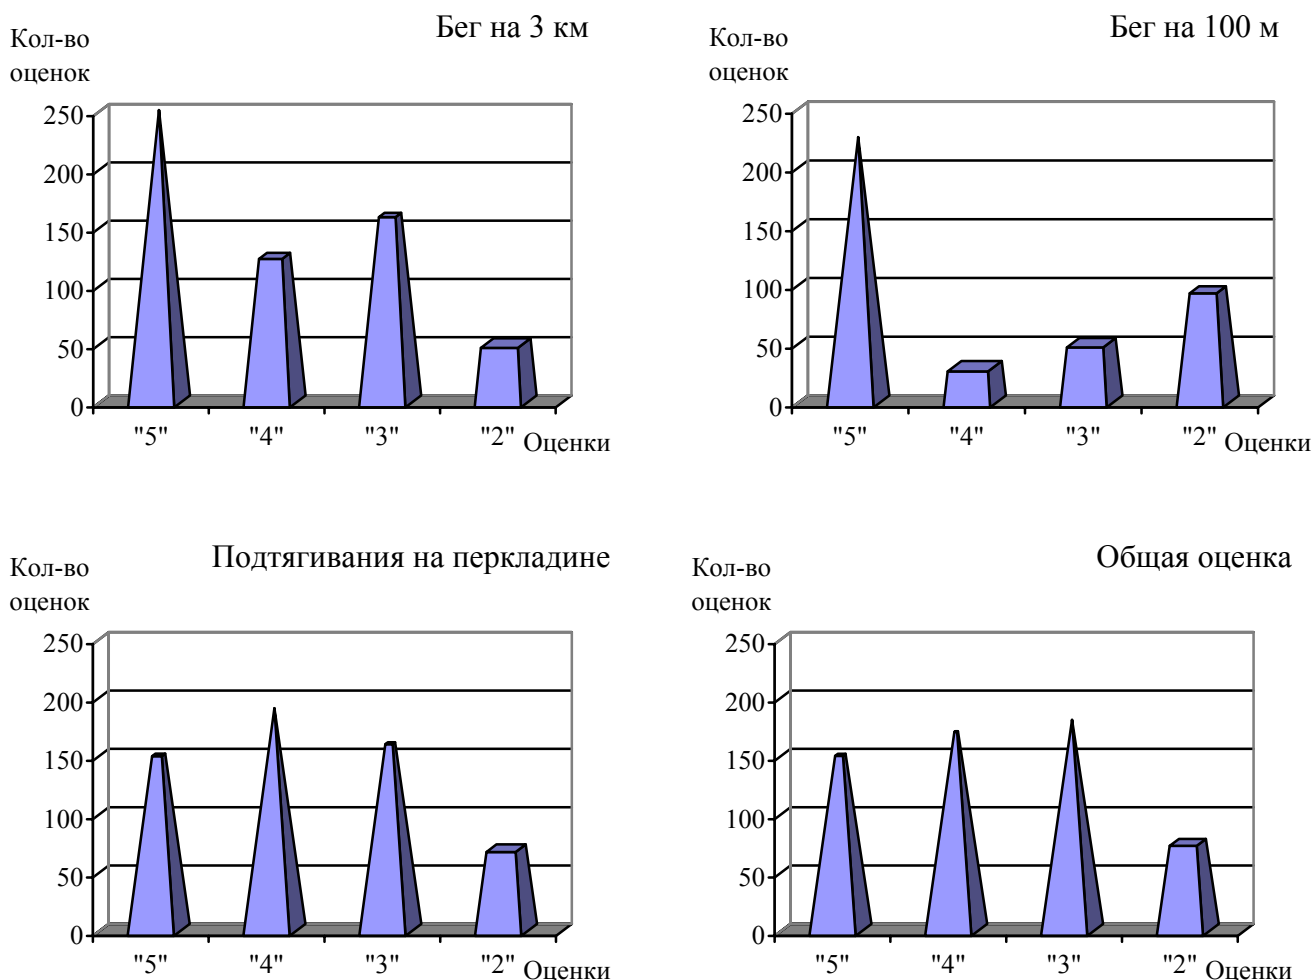 Бег на 3 км
Кол-во
оценок
250
200
150
100
50
0
"5" "4" "3" "2" Оценки
Бег на 100 м
Кол-во
оценок
250
200
150
100
50
0
"5" "4" "3" "2" Оценки
Подтягивания на перкладине
Кол-во
оценок
250
200
150
100
50
0
"5" "4" "3" "2" Оценки
Общая оценка
Кол-во
оценок
250
200
150
100
50
0
"5" "4" "3" "2" Оценки